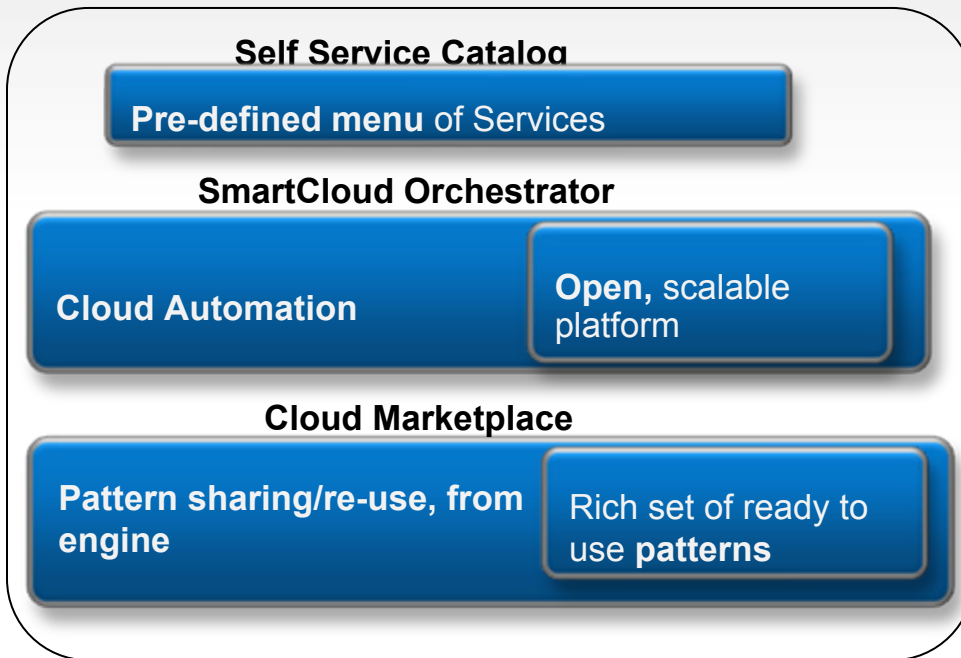 Self Service Catalog
Pre-defined menu of Services
SmartCloud Orchestrator
Cloud Automation
Open, scalable
platform
Cloud Marketplace
Pattern sharing/re-use, from
engine
Rich set of ready to
use patterns